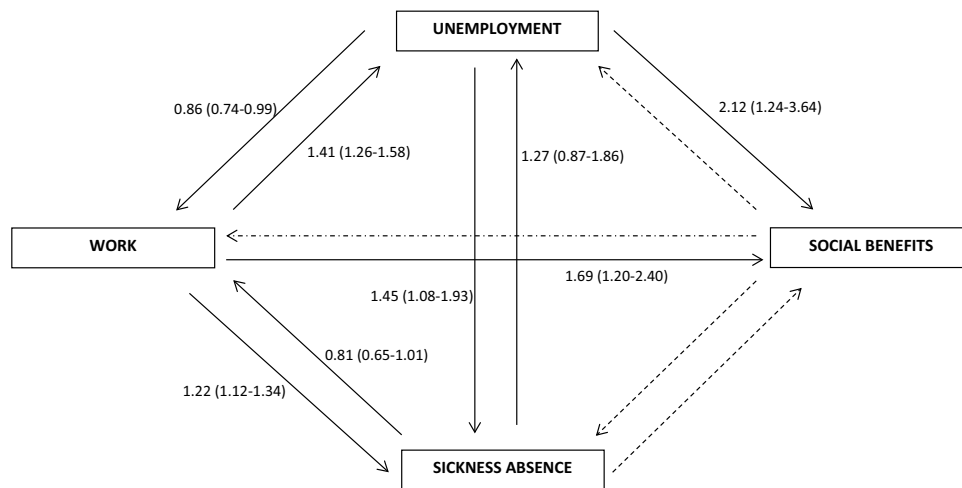 UNEMPLOYMENT
0.86 (0.74-0.99)
2.12 (1.24-3.64)
1.41 (1.26-1.58)
1.27 (0.87-1.86)
WORK
SOCIAL BENEFITS
1.69 (1.20-2.40)
1.45 (1.08-1.93)
0.81 (0.65-1.01)
1.22 (1.12-1.34)
SICKNESS ABSENCE